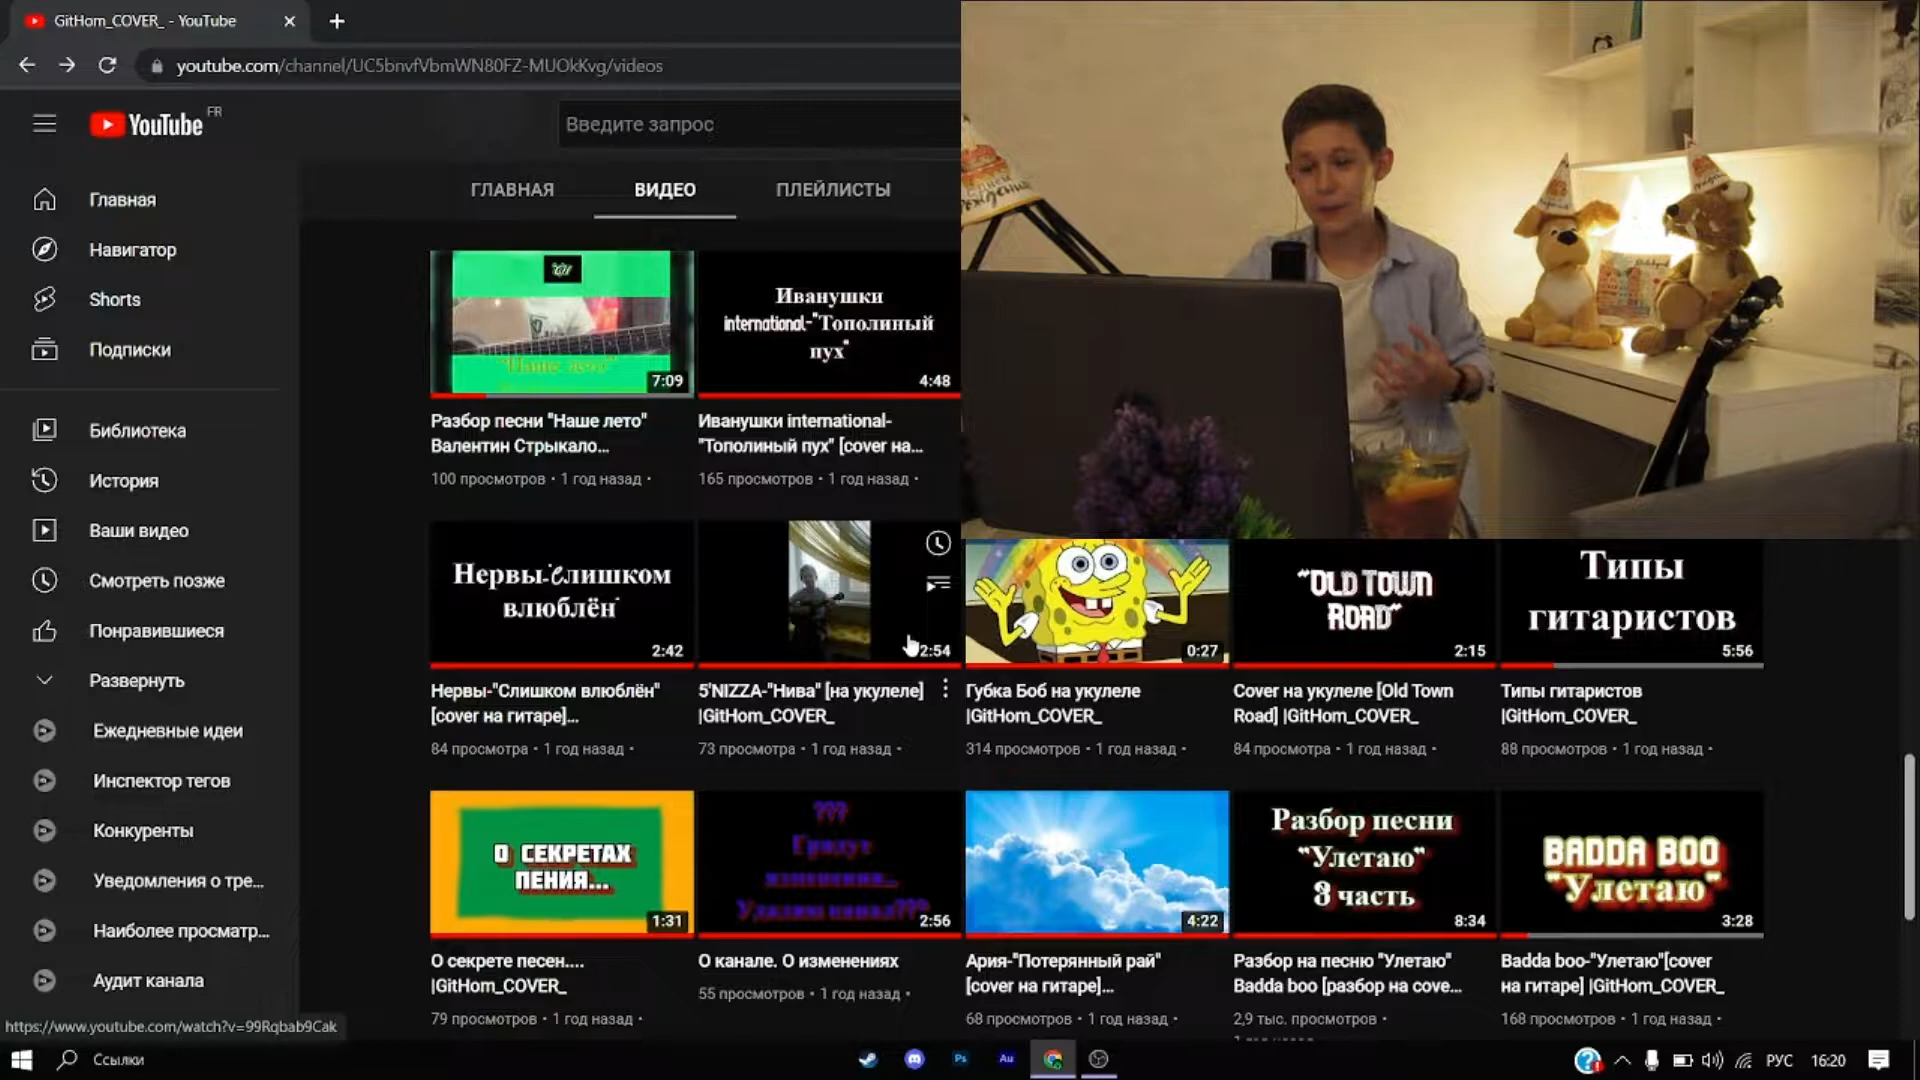 GitHom_COVER_ - YouTube
youtube.com/channel/UC5bnvfVbmWN80FZ-MUOkKvg/videos
YouTube FR
Введите запрос
Главная
Навигатор
Shorts
Подписки
Библиотека
История
Ваши видео
Смотреть позже
Понравившиеся
Развернуть
Ежедневные идеи
Инспектор тегов
Конкуренты
Уведомления о тре...
Наиболее просматр...
Аудит канала
ГЛАВНАЯ
ВИДЕО
ПЛЕЙЛИСТЫ
"Наше лето"
7:09
Разбор песни "Наше лето"
Валентин Стрыкало...
100 просмотров • 1 год назад •
Иванушки
international-"Тополиный
пух"
4:48
Иванушки international-
"Тополиный пух" [cover на...
165 просмотров • 1 год назад •
Нервы-"Слишком
влюблён"
2:42
Нервы-"Слишком влюблён"
[cover на гитаре]...
84 просмотра • 1 год назад •
2:54
5'NIZZA-"Нива" [на укулеле]
|GitHom_COVER_
73 просмотра • 1 год назад •
0:27
Губка Боб на укулеле
|GitHom_COVER_
314 просмотров • 1 год назад •
"OLD TOWN
ROAD"
2:15
Cover на укулеле [Old Town
Road] |GitHom_COVER_
84 просмотра • 1 год назад •
Типы
гитаристов
5:56
Типы гитаристов
|GitHom_COVER_
88 просмотров • 1 год назад •
О СЕКРЕТАХ
ПЕНИЯ...
1:31
О секрете песен....
|GitHom_COVER_
79 просмотров • 1 год назад •
???
Грядут
изменения...
Удаляю канал???
2:56
О канале. О изменениях
55 просмотров • 1 год назад •
4:22
Ария-"Потерянный рай"
[cover на гитаре]...
68 просмотров • 1 год назад •
Разбор песни
"Улетаю"
3 часть
8:34
Разбор на песню "Улетаю"
Badda boo [разбор на cove...
2,9 тыс. просмотров •
BADDA BOO
"Улетаю"
3:28
Badda boo-"Улетаю"[cover
на гитаре] |GitHom_COVER_
168 просмотров • 1 год назад •
https://www.youtube.com/watch?v=99Rqbab9Cak
Ссылки
Ps
Au
РУС
16:20